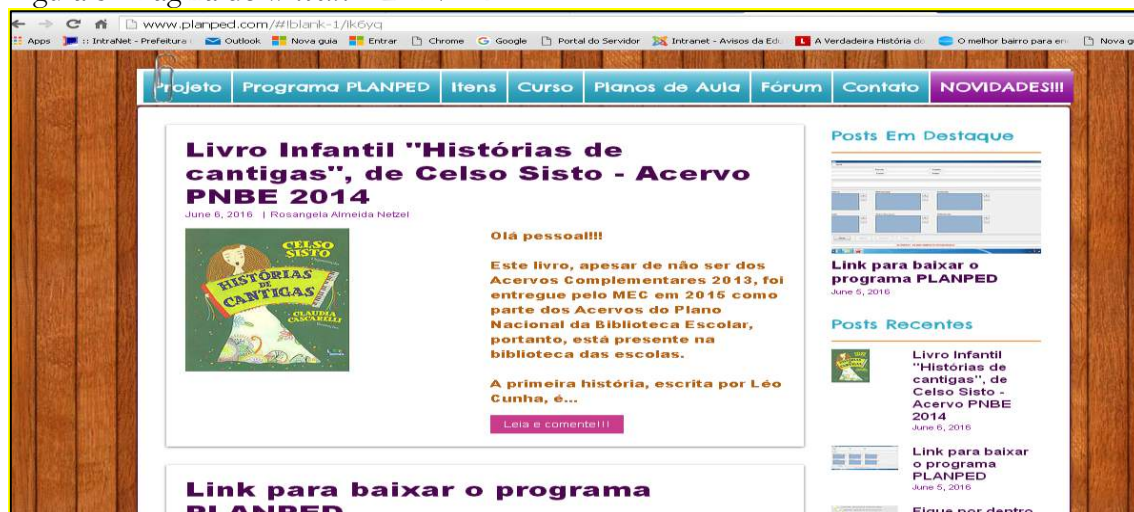 www.planped.com/#!blank-1/lk6yq
Apps :: IntraNet - Prefeitura Outlook Nova guia Entrar Chrome Google Portal do Servidor Intranet - Avisos da Edu A Verdadeira História do O melhor bairro para en Nova g
Projeto Programa PLANPED Itens Curso Planos de Aula Fórum Contato NOVIDADES!!!
Livro Infantil "Histórias de
cantigas", de Celso Sisto - Acervo
PNBE 2014
June 6, 2016 | Rosangela Almeida Netzel
CELSO
SISTO
HISTÓRIAS
DE
CANTIGAS
CLAUDIA
CASCARELLI
Olá pessoal!!!
Este livro, apesar de não ser dos
Acervos Complementares 2013, foi
entregue pelo MEC em 2015 como
parte dos Acervos do Plano
Nacional da Biblioteca Escolar,
portanto, está presente na
biblioteca das escolas.
A primeira história, escrita por Léo
Cunha, é...
Leia e comente!!!
Link para baixar o programa
PLANPED
Posts Em Destaque
Link para baixar o
programa PLANPED
June 5, 2016
Posts Recentes
Livro Infantil
"Histórias de
cantigas", de
Celso Sisto -
Acervo PNBE
2014
June 6, 2016
Link para baixar
o programa
PLANPED
June 5, 2016
Fique por dentro